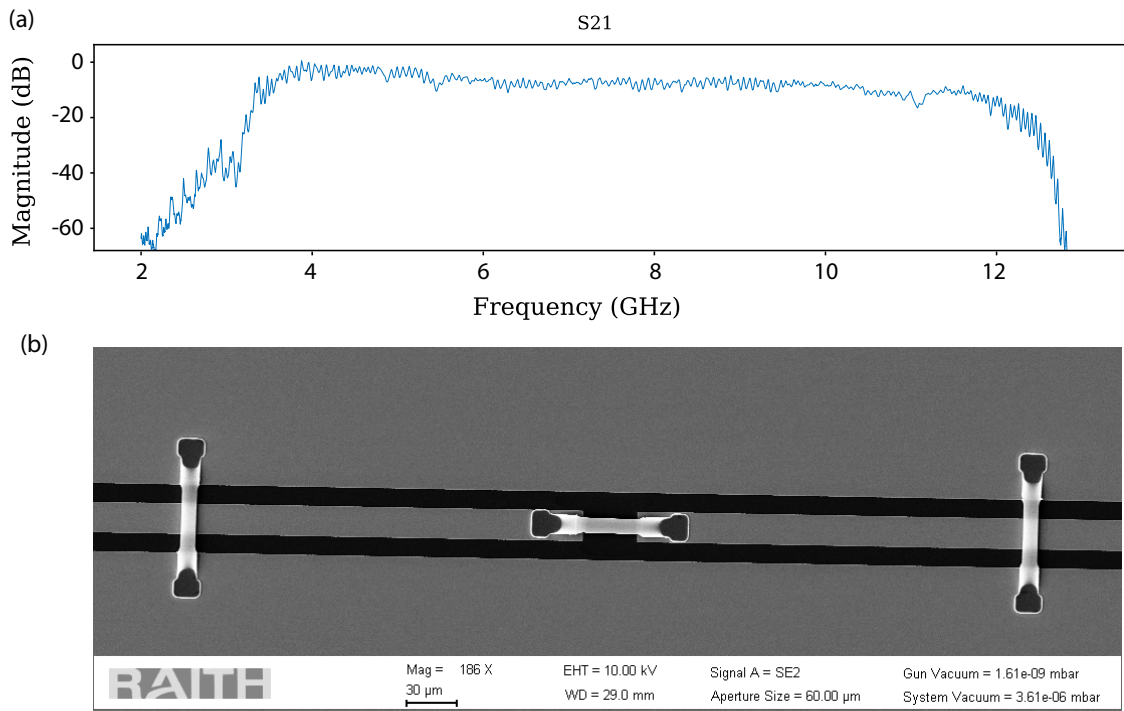 (a)
S21
Magnitude (dB)
0
-20
-40
-60
2 4 6 8 10 12
Frequency (GHz)
(b)
RAITH
Mag = 186 X
30 µm
EHT = 10.00 kV
WD = 29.0 mm
Signal A = SE2
Aperture Size = 60.00 µm
Gun Vacuum = 1.61e-09 mbar
System Vacuum = 3.61e-06 mbar